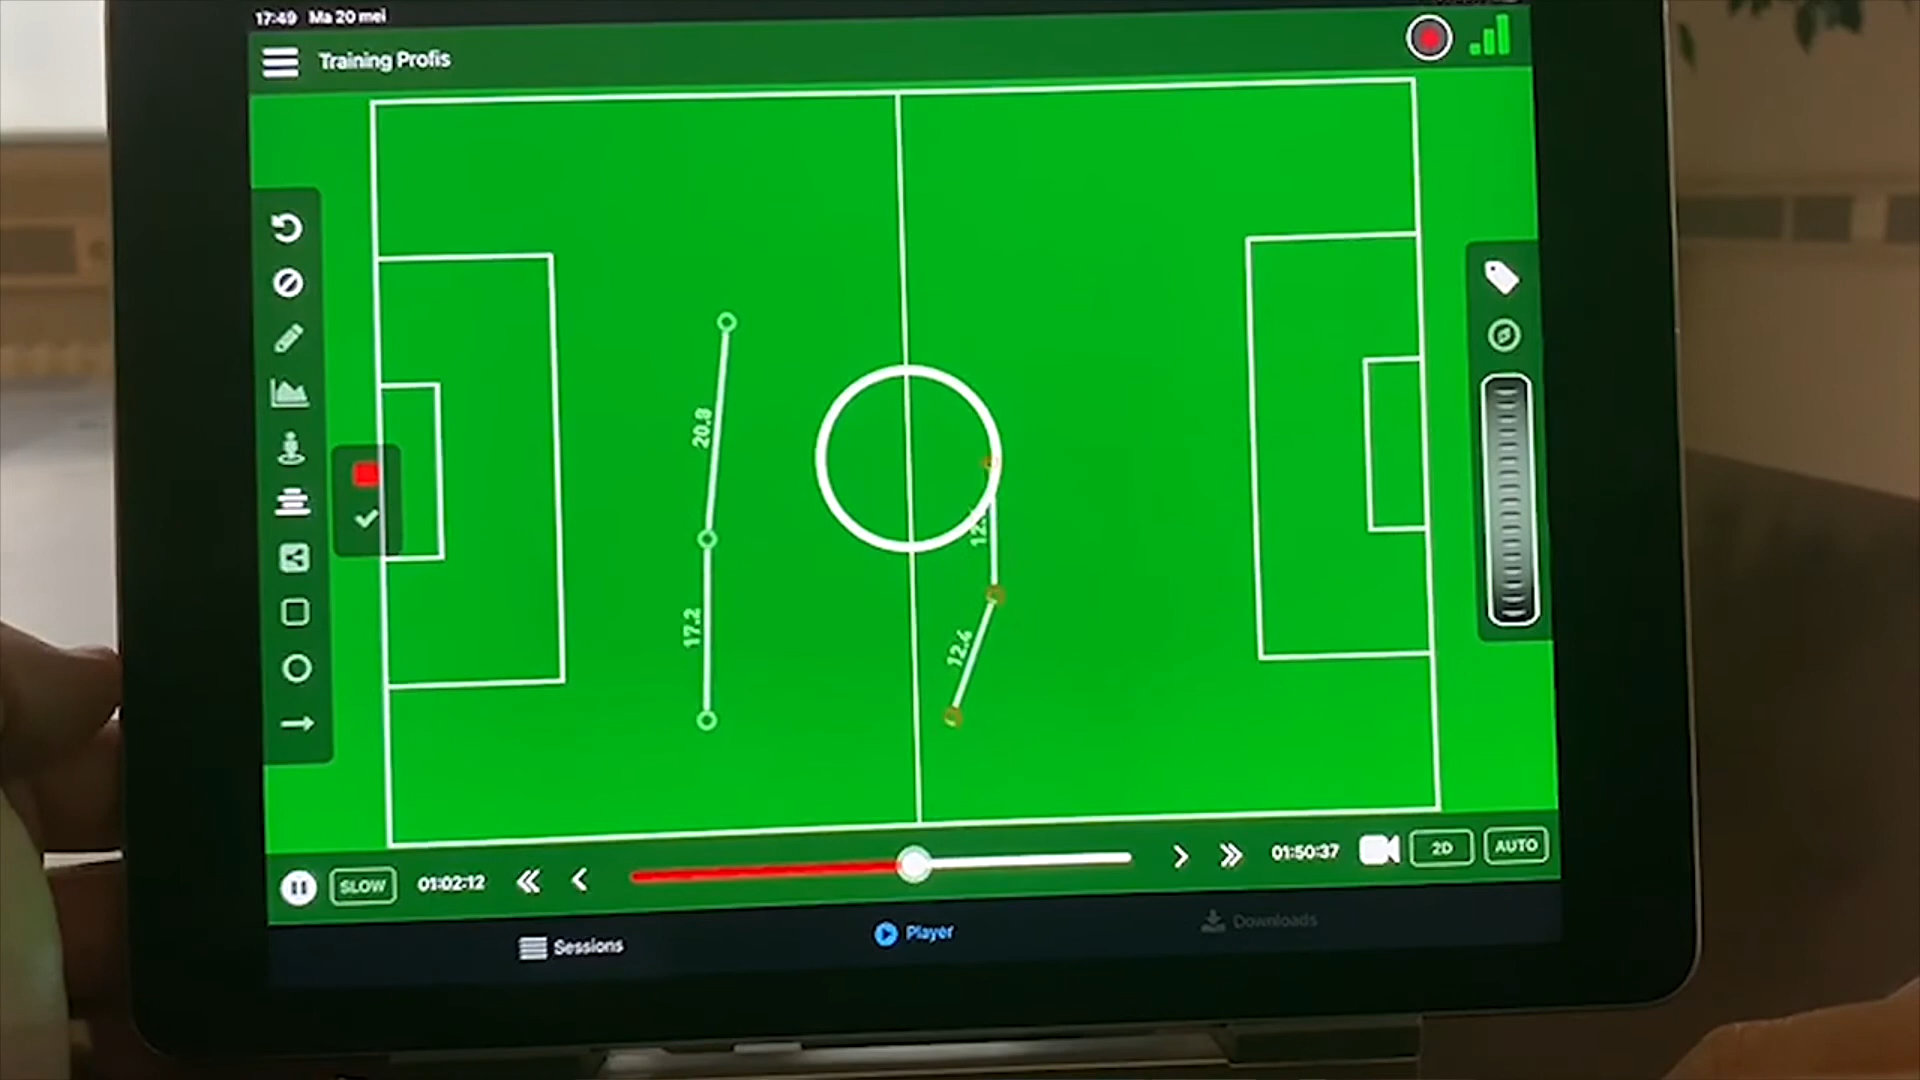 17:49 Ma 20 mei
Training Profis
20.8
17.2
12.6
SLOW
01:02:12
01:50:37
2D
AUTO
Sessions
Player
Downloads